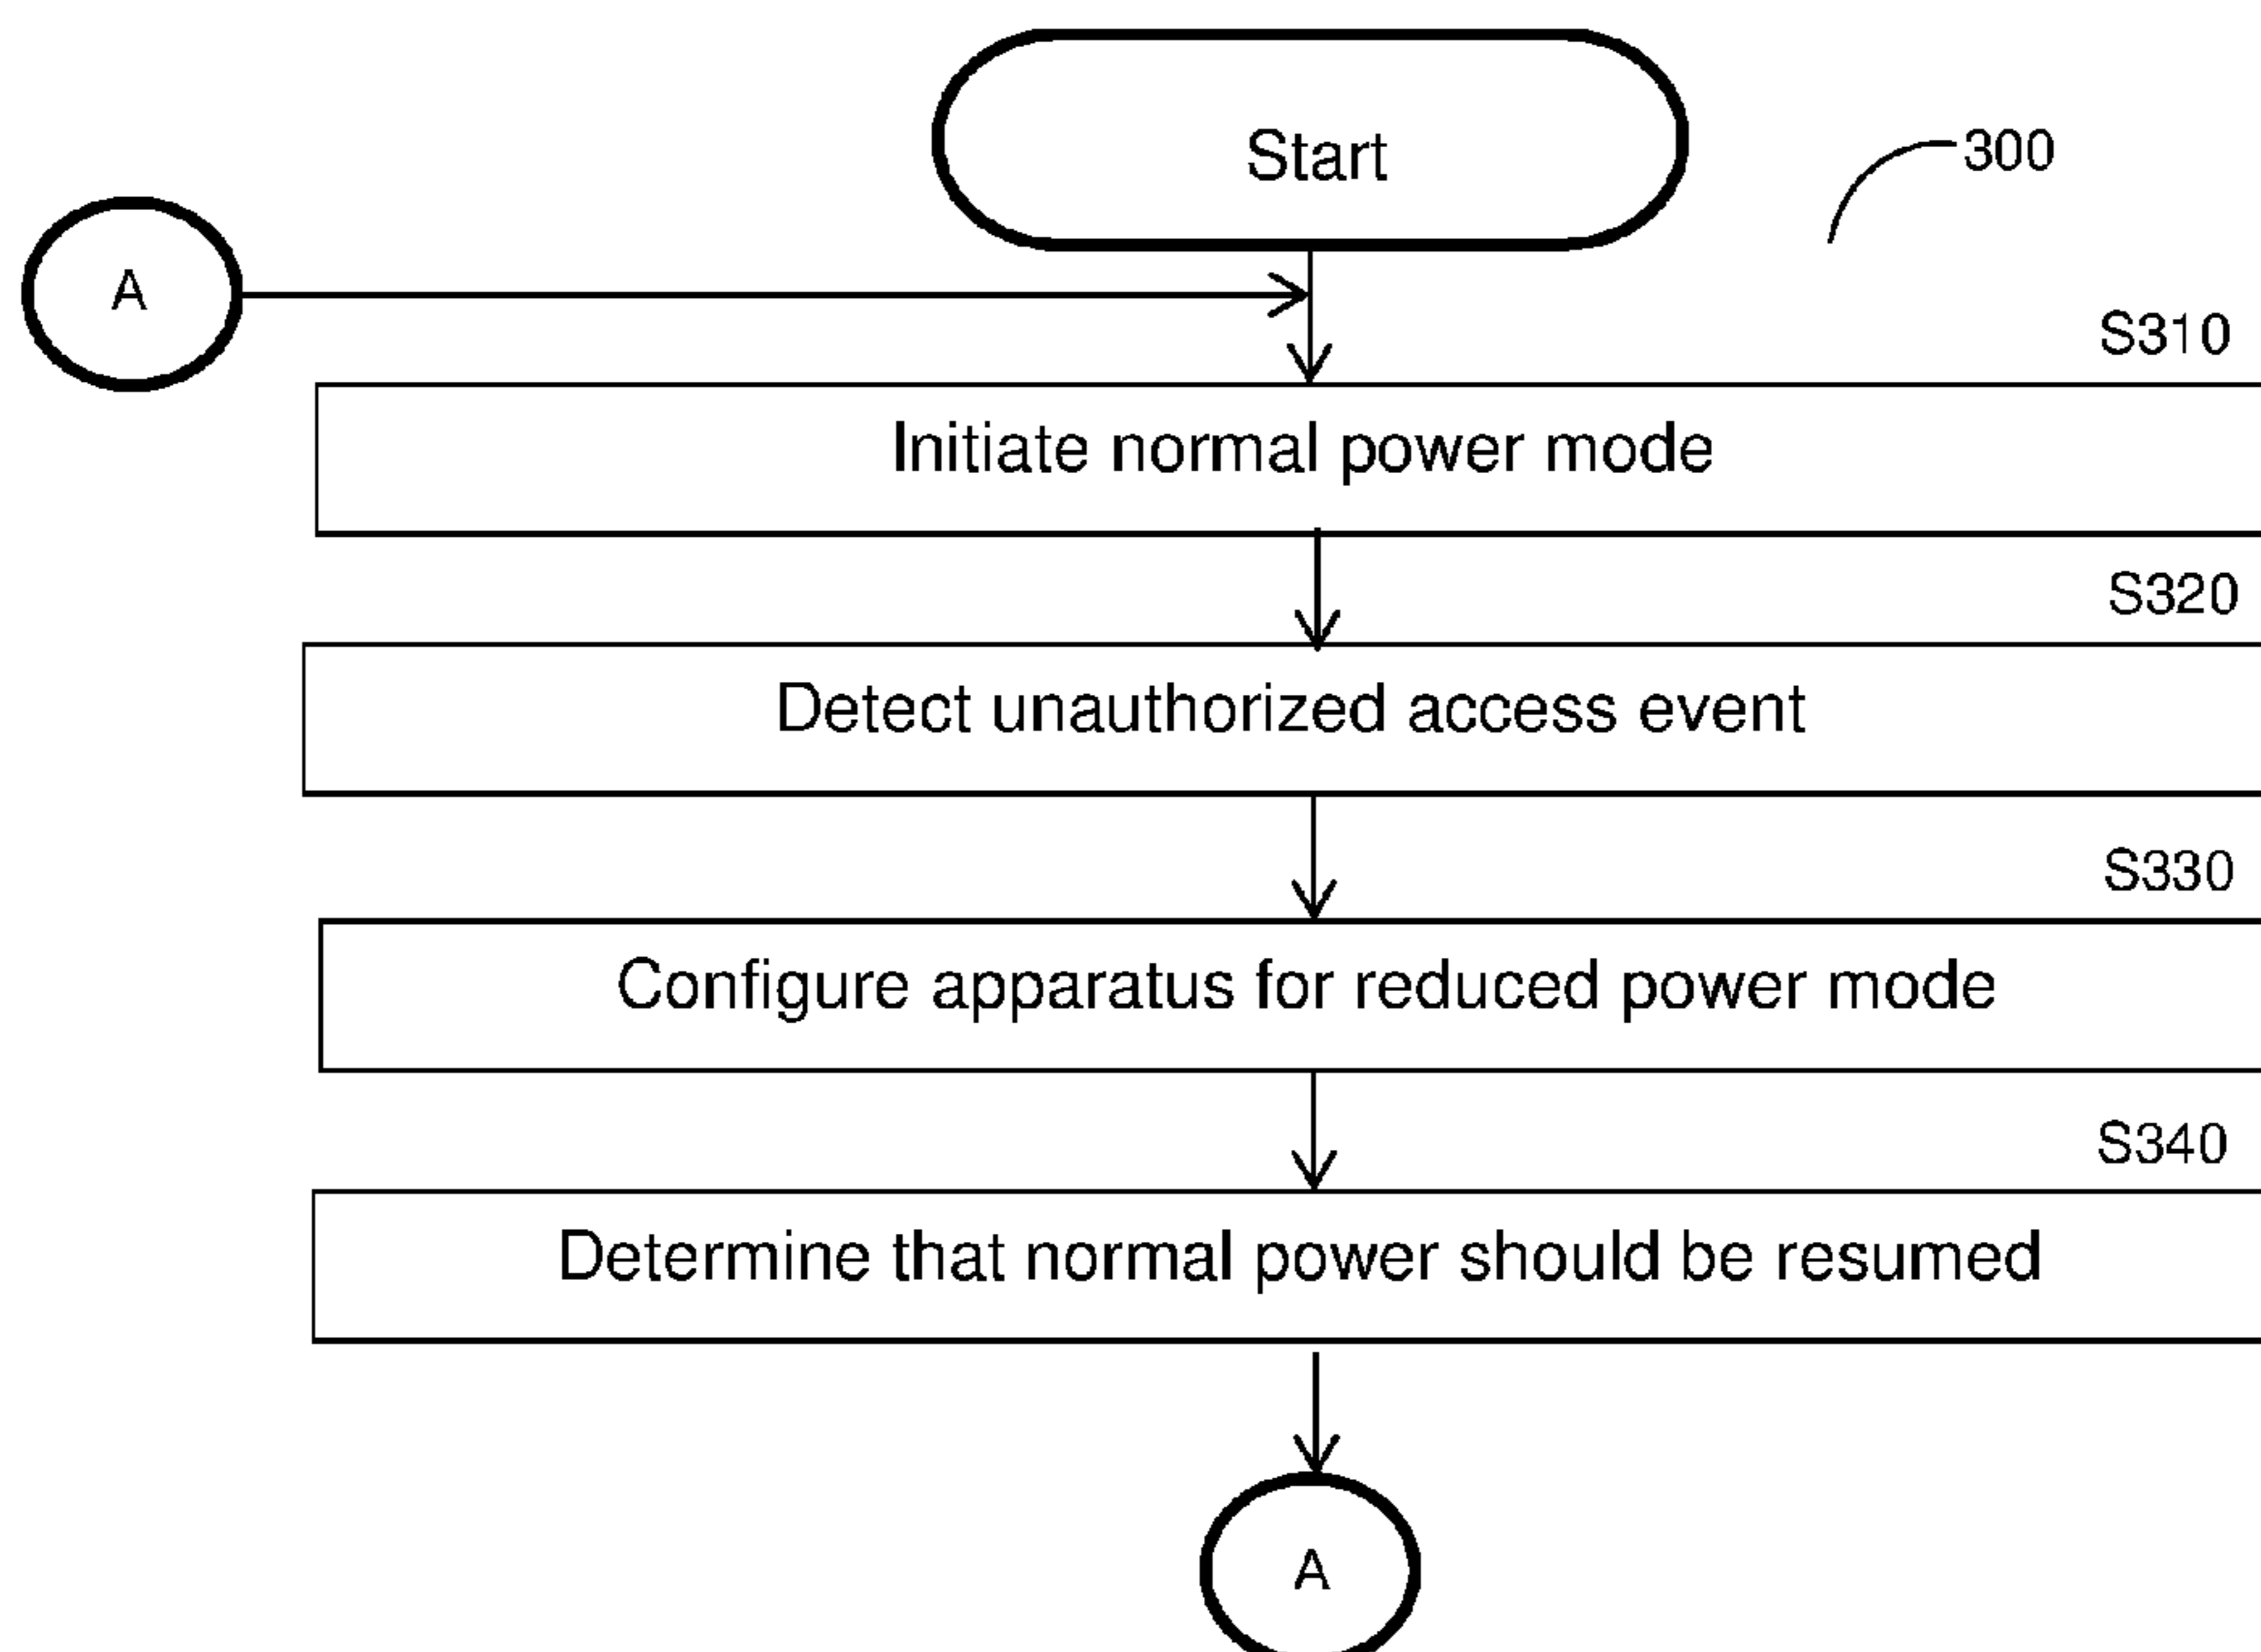 Start
300
A
S310
Initiate normal power mode
S320
Detect unauthorized access event
S330
Configure apparatus for reduced power mode
S340
Determine that normal power should be resumed
A